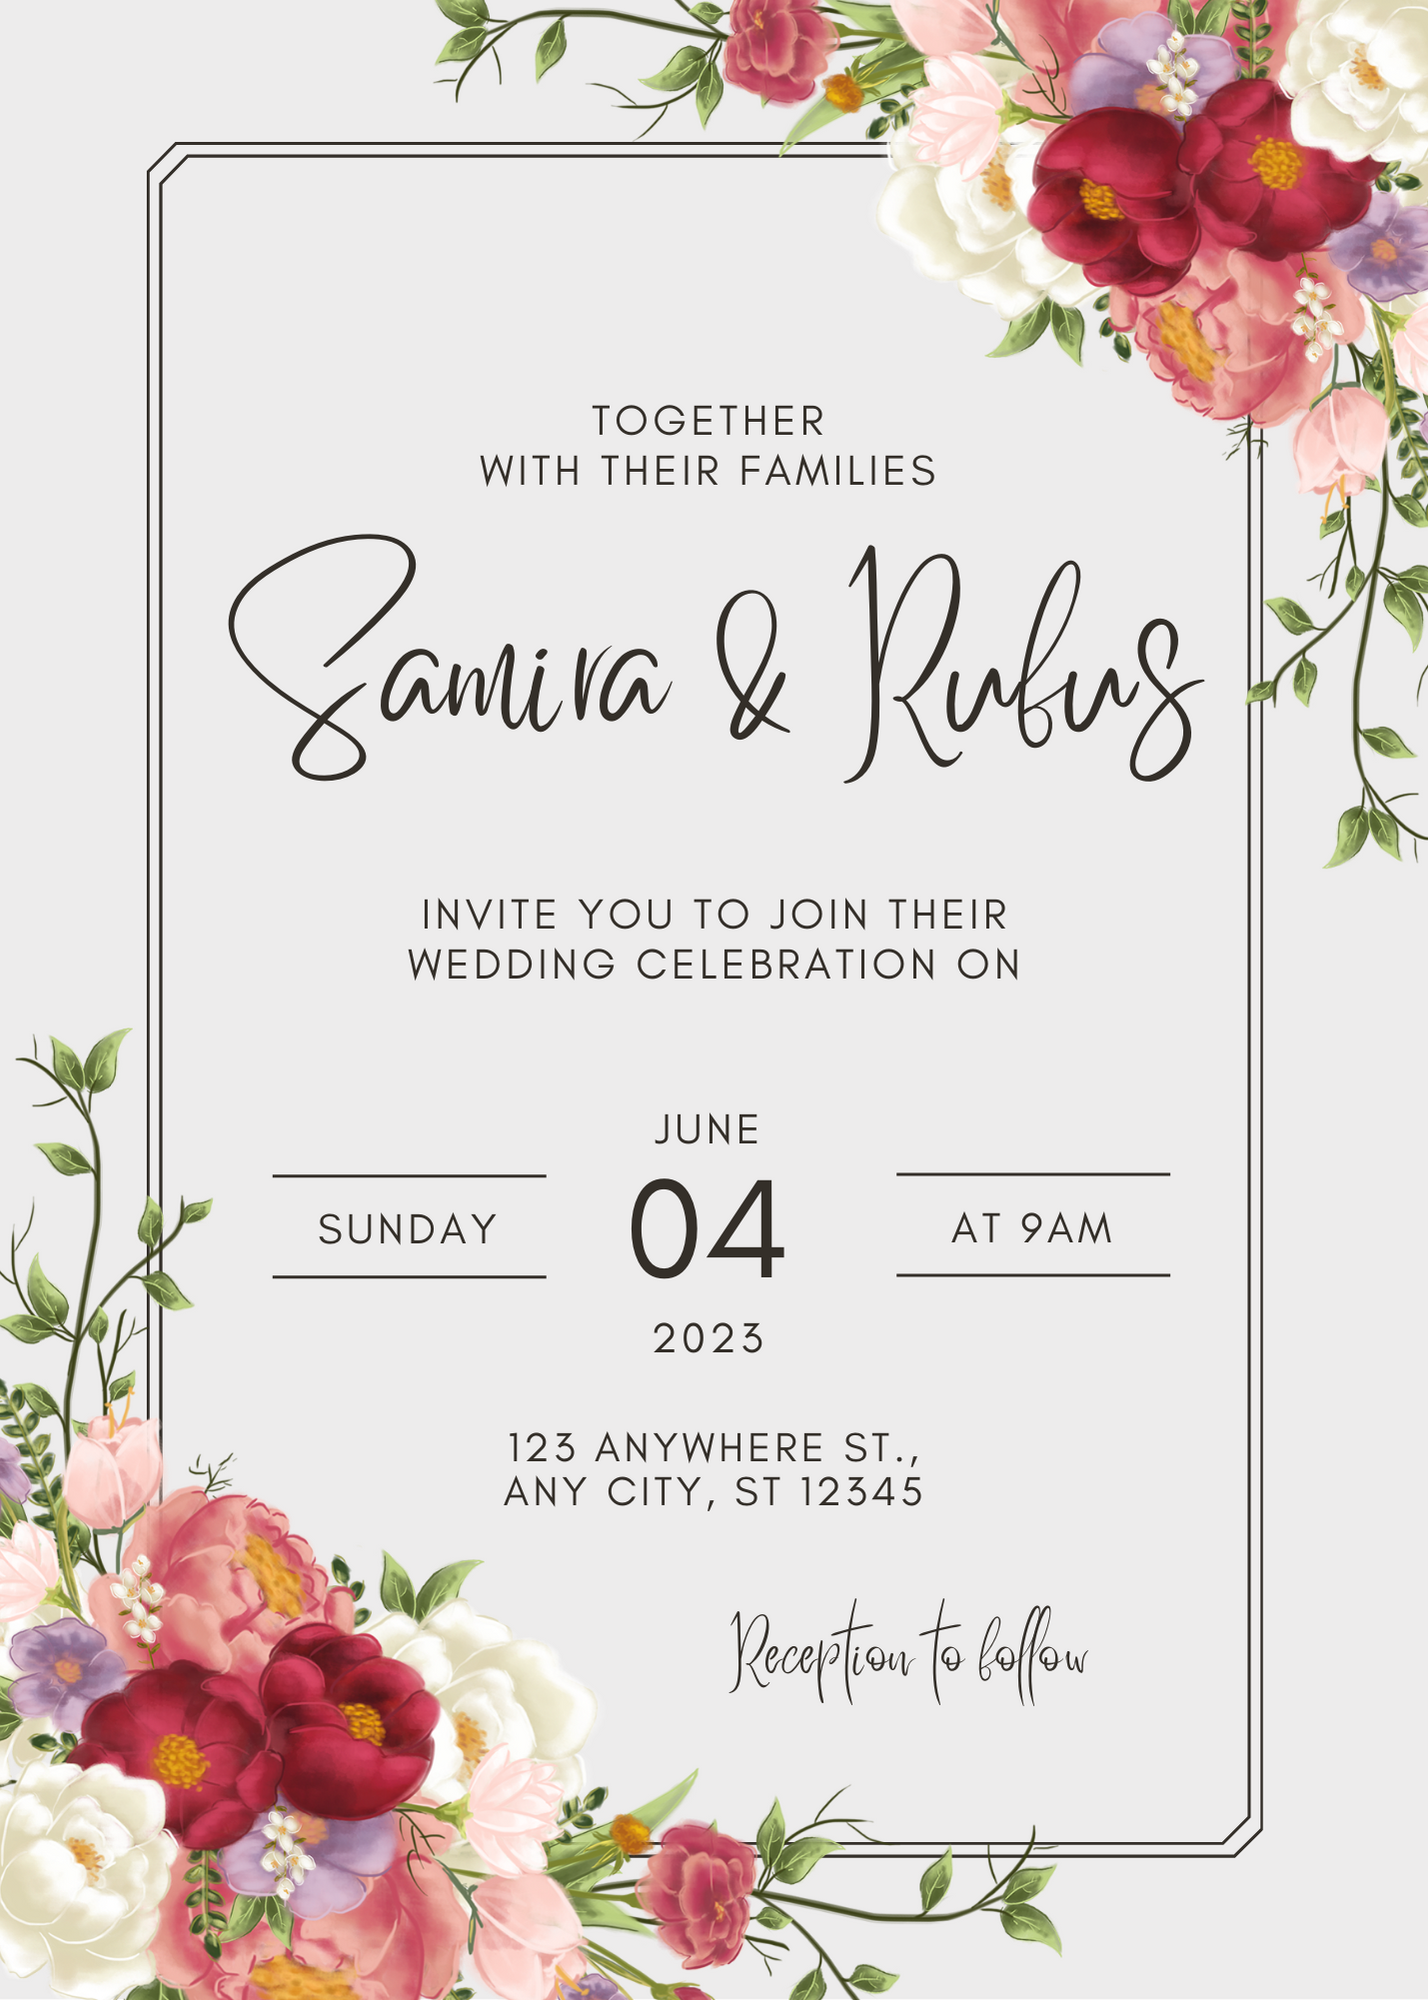 TOGETHER
WITH THEIR FAMILIES
Samira & Rufus
INVITE YOU TO JOIN THEIR
WEDDING CELEBRATION ON
JUNE
SUNDAY 04 AT 9AM
2023
123 ANYWHERE ST.,
ANY CITY, ST 12345
Reception to follow